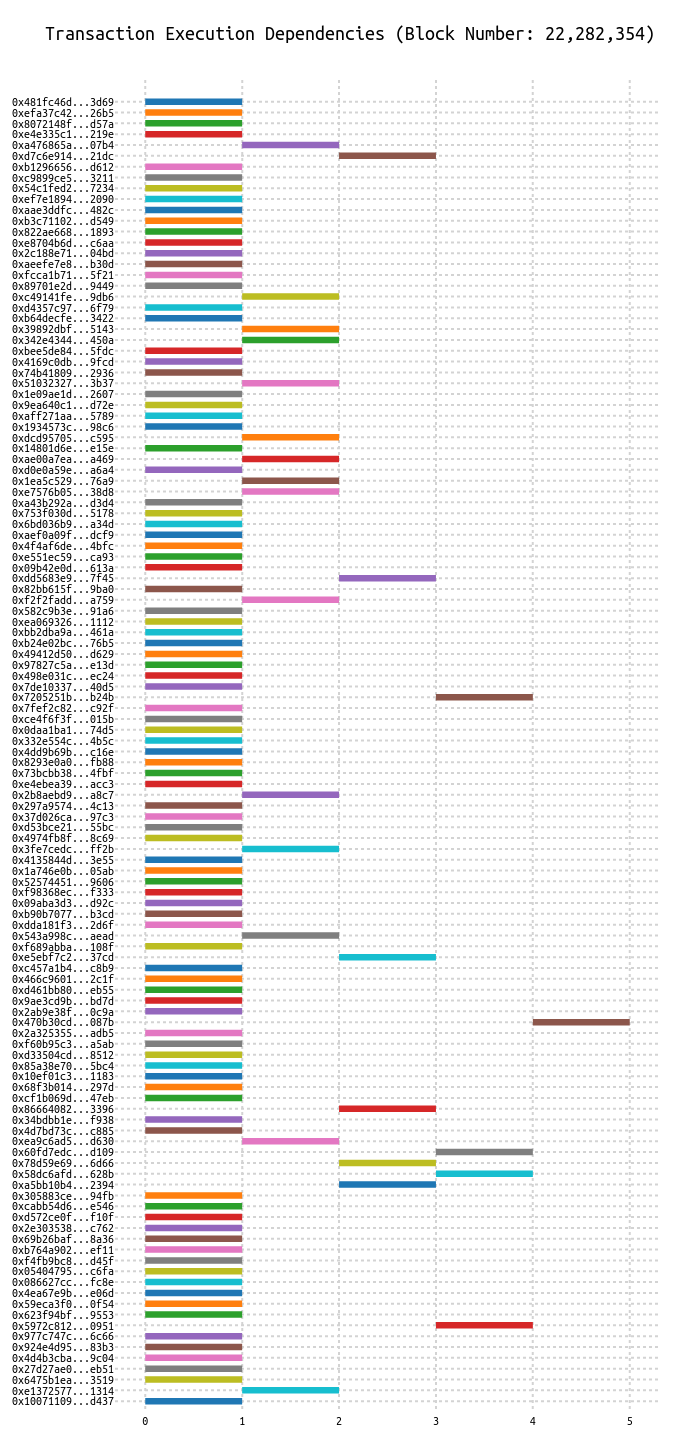 Transaction Execution Dependencies (Block Number: 22,282,354)
0x481fc46d...3d69
0xefa37c42...26b5
0x8072148f...d57a
0xe4e335c1...219e
0xa476865a...07b4
0xd7c6e914...21dc
0xb1296656...d612
0xc9899ce5...3211
0x54c1fed2...7234
0xef7e1894...2090
0xaae3ddfc...482c
0xb3c71102...d549
0x822ae668...1893
0xe8704b6d...c6aa
0x2c188e71...04bd
0xaeefe7e8...b30d
0xfcca1b71...5f21
0x89701e2d...9449
0xc49141fe...9db6
0xd4357c97...6f79
0xb64decfe...3422
0x39892dbf...5143
0x342e4344...450a
0xbee5de84...5fdc
0x4169c0db...9fcd
0x74b41809...2936
0x51032327...3b37
0x1e09ae1d...2607
0x9ea640c1...d72e
0xaff271aa...5789
0x1934573c...98c6
0xdcd95705...c595
0x14801d6e...e15e
0xae00a7ea...a469
0xd0e0a59e...a6a4
0x1ea5c529...76a9
0xe7576b05...38d8
0xa43b292a...d3d4
0x753f030d...5178
0x6bd036b9...a34d
0xaef0a09f...dcf9
0x4f4af6de...4bfc
0xe551ec59...ca93
0x09b42e0d...613a
0xdd5683e9...7f45
0x82bb615f...9ba0
0xf2f2fadd...a759
0x582c9b3e...91a6
0xea069326...1112
0xbb2dba9a...461a
0xb24e02bc...76b5
0x49412d50...d629
0x97827c5a...e13d
0x498e031c...ec24
0x7de10337...40d5
0x7205251b...b24b
0x7fef2c82...c92f
0xce4f6f3f...015b
0x0daa1ba1...74d5
0x332e554c...4b5c
0x4dd9b69b...c16e
0x8293e0a0...fb88
0x73bcbb38...4fbf
0xe4ebea39...acc3
0x2b8aebd9...a8c7
0x297a9574...4c13
0x37d026ca...97c3
0xd53bce21...55bc
0x4974fb8f...8c69
0x3fe7cedc...ff2b
0x4135844d...3e55
0x1a746e0b...05ab
0x52574451...9606
0xf98368ec...f333
0x09aba3d3...d92c
0xb90b7077...b3cd
0xdda181f3...2d6f
0x543a998c...aead
0xf689abba...108f
0xe5ebf7c2...37cd
0xc457a1b4...c8b9
0x466c9601...2c1f
0xd461bb80...eb55
0x9ae3cd9b...bd7d
0x2ab9e38f...0c9a
0x470b30cd...087b
0x2a325355...adb5
0xf60b95c3...a5ab
0xd33504cd...8512
0x85a38e70...5bc4
0x10ef01c3...1183
0x68f3b014...297d
0xcf1b069d...47eb
0x86664082...3396
0x34bdbb1e...f938
0x4d7bd73c...c885
0xea9c6ad5...d630
0x60fd7edc...d109
0x78d59e69...6d66
0x58dc6afd...628b
0xa5bb10b4...2394
0x305883ce...94fb
0xcabb54d6...e546
0xd572ce0f...f10f
0x2e303538...c762
0x69b26baf...8a36
0xb764a902...ef11
0xf4fb9bc8...d45f
0x05404795...c6fa
0x086627cc...fc8e
0x4ea67e9b...e06d
0x59eca3f0...0f54
0x623f94bf...9553
0x5972c812...0951
0x977c747c...6c66
0x924e4d95...83b3
0x4d4b3cba...9c04
0x27d27ae0...eb51
0x6475b1ea...3519
0xe1372577...1314
0x10071109...d437
0 1 2 3 4 5